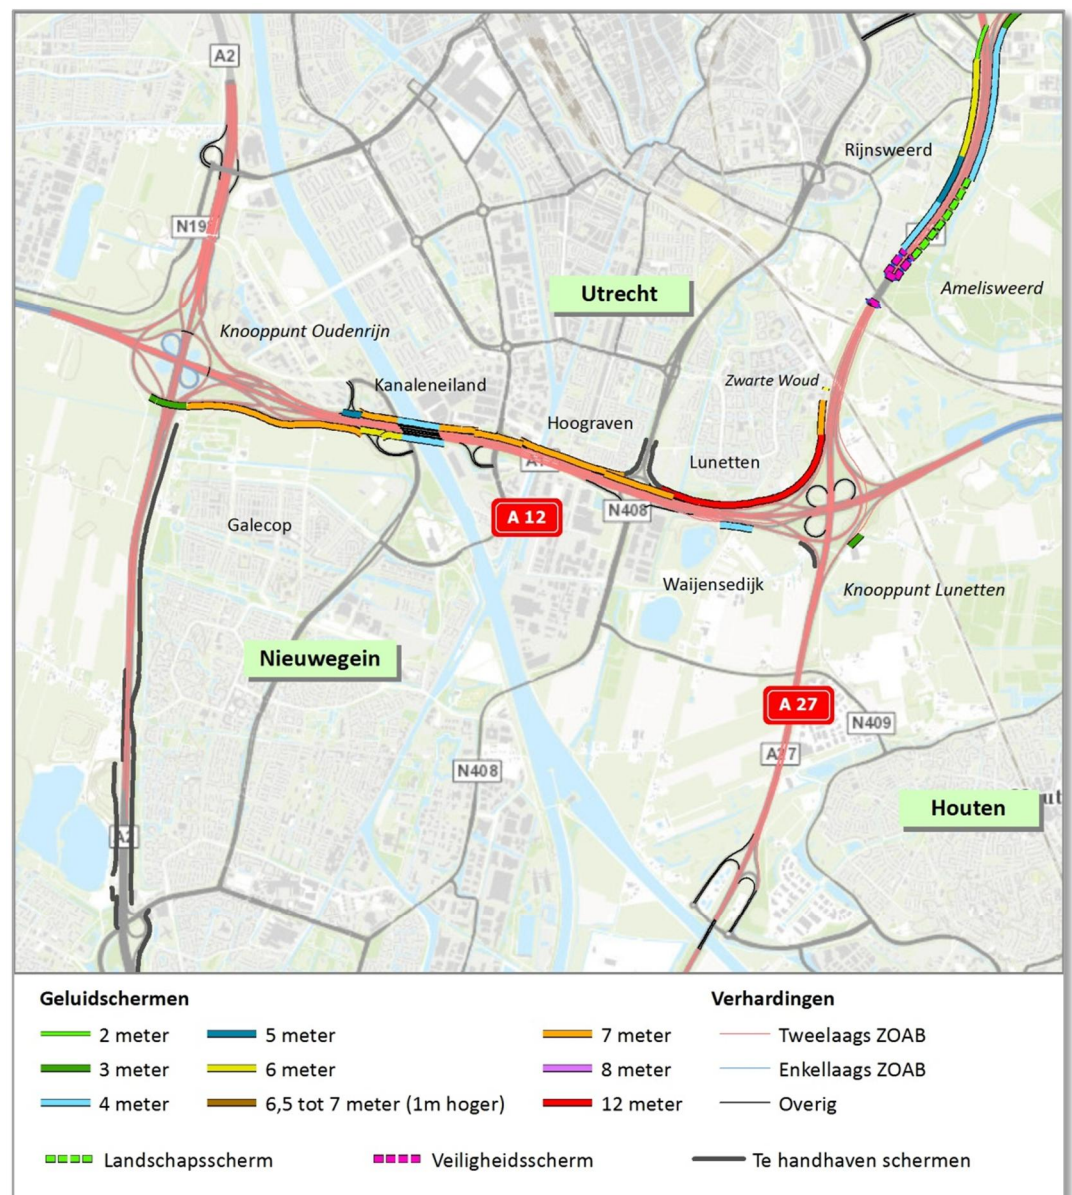 A2
Rijnsweerd
N19
Utrecht
Amelisweerd
Knooppunt Oudenrijn
Kanaleneiland
Zwarte Woud
Hoograven
Lunetten
A 12
N408
Galecop
Waijensedijk
Knooppunt Lunetten
Nieuwegein
A 27
N409
A27
N408
Houten
A2
Geluidschermen
Verhardingen
2 meter
5 meter
7 meter
Tweelaags ZOAB
3 meter
6 meter
8 meter
Enkellaags ZOAB
4 meter
6,5 tot 7 meter (1m hoger)
12 meter
Overig
Landschapsscherm
Veiligheidsscherm
Te handhaven schermen